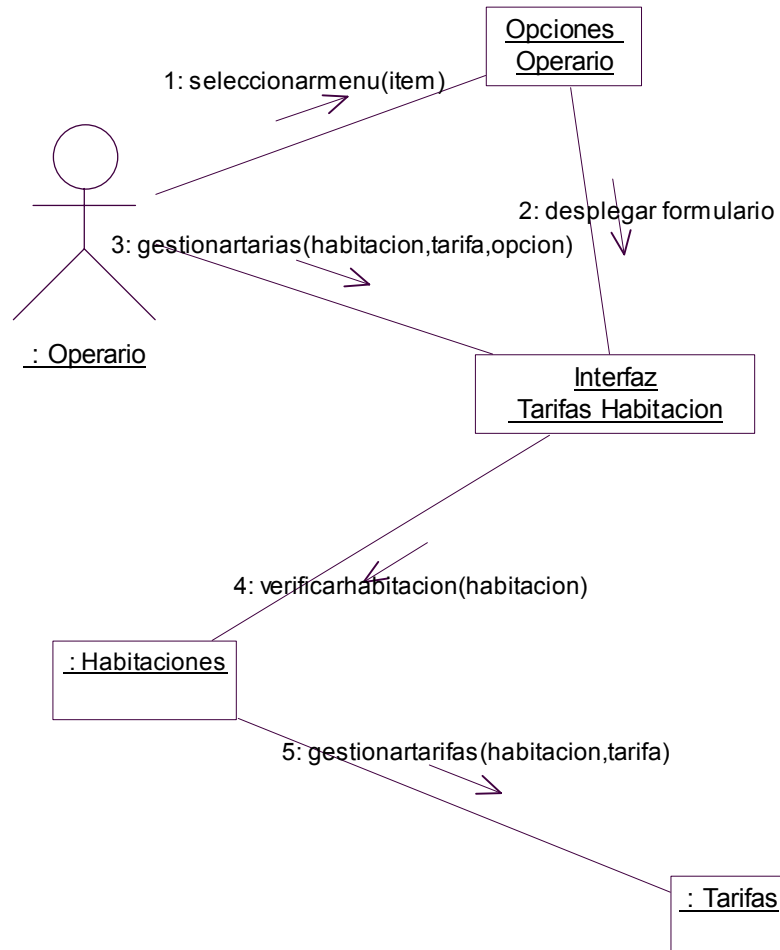 Opciones
Operario
1: seleccionarmenu(item)
2: desplegar formulario
3: gestionartarias(habitacion,tarifa,opcion)
: Operario
Interfaz
Tarifas Habitacion
4: verificarhabitacion(habitacion)
: Habitaciones
5: gestionartarifas(habitacion,tarifa)
: Tarifas